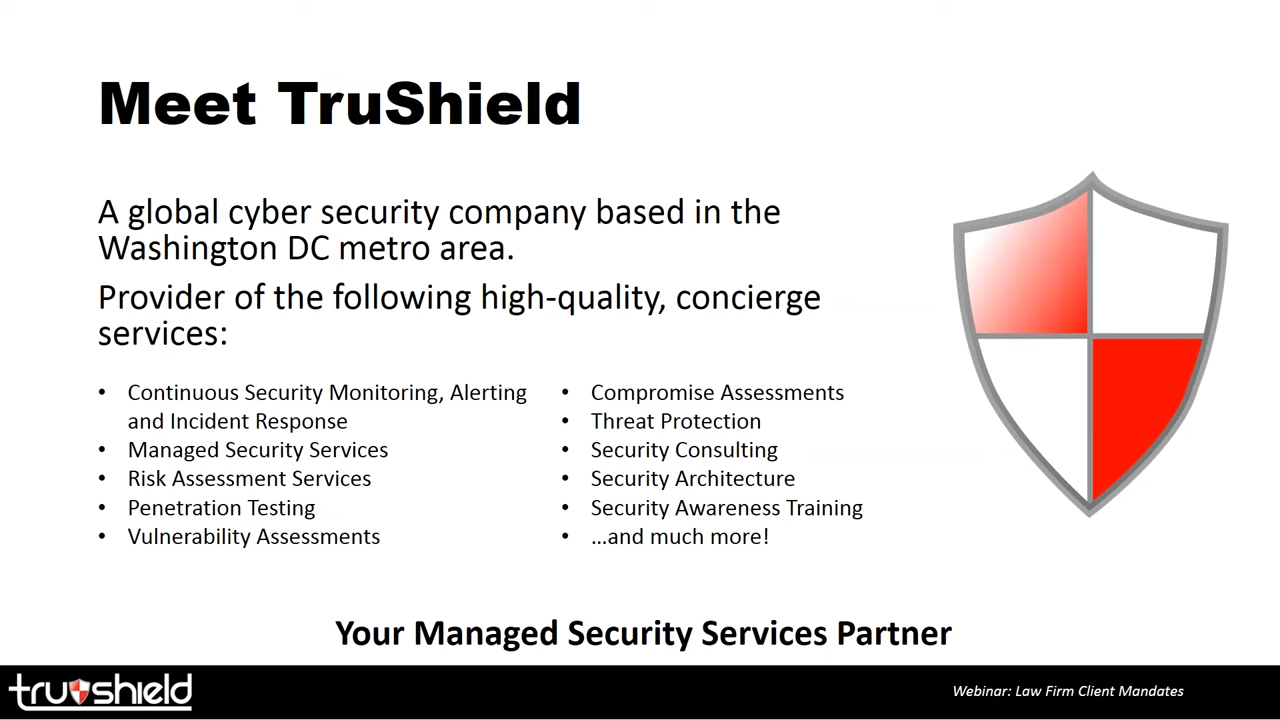 Meet TruShield
A global cyber security company based in the
Washington DC metro area.
Provider of the following high-quality, concierge
services:
• Continuous Security Monitoring, Alerting
and Incident Response
• Managed Security Services
• Risk Assessment Services
• Penetration Testing
• Vulnerability Assessments
• Compromise Assessments
• Threat Protection
• Security Consulting
• Security Architecture
• Security Awareness Training
• …and much more!
Your Managed Security Services Partner
trushield
Webinar: Law Firm Client Mandates